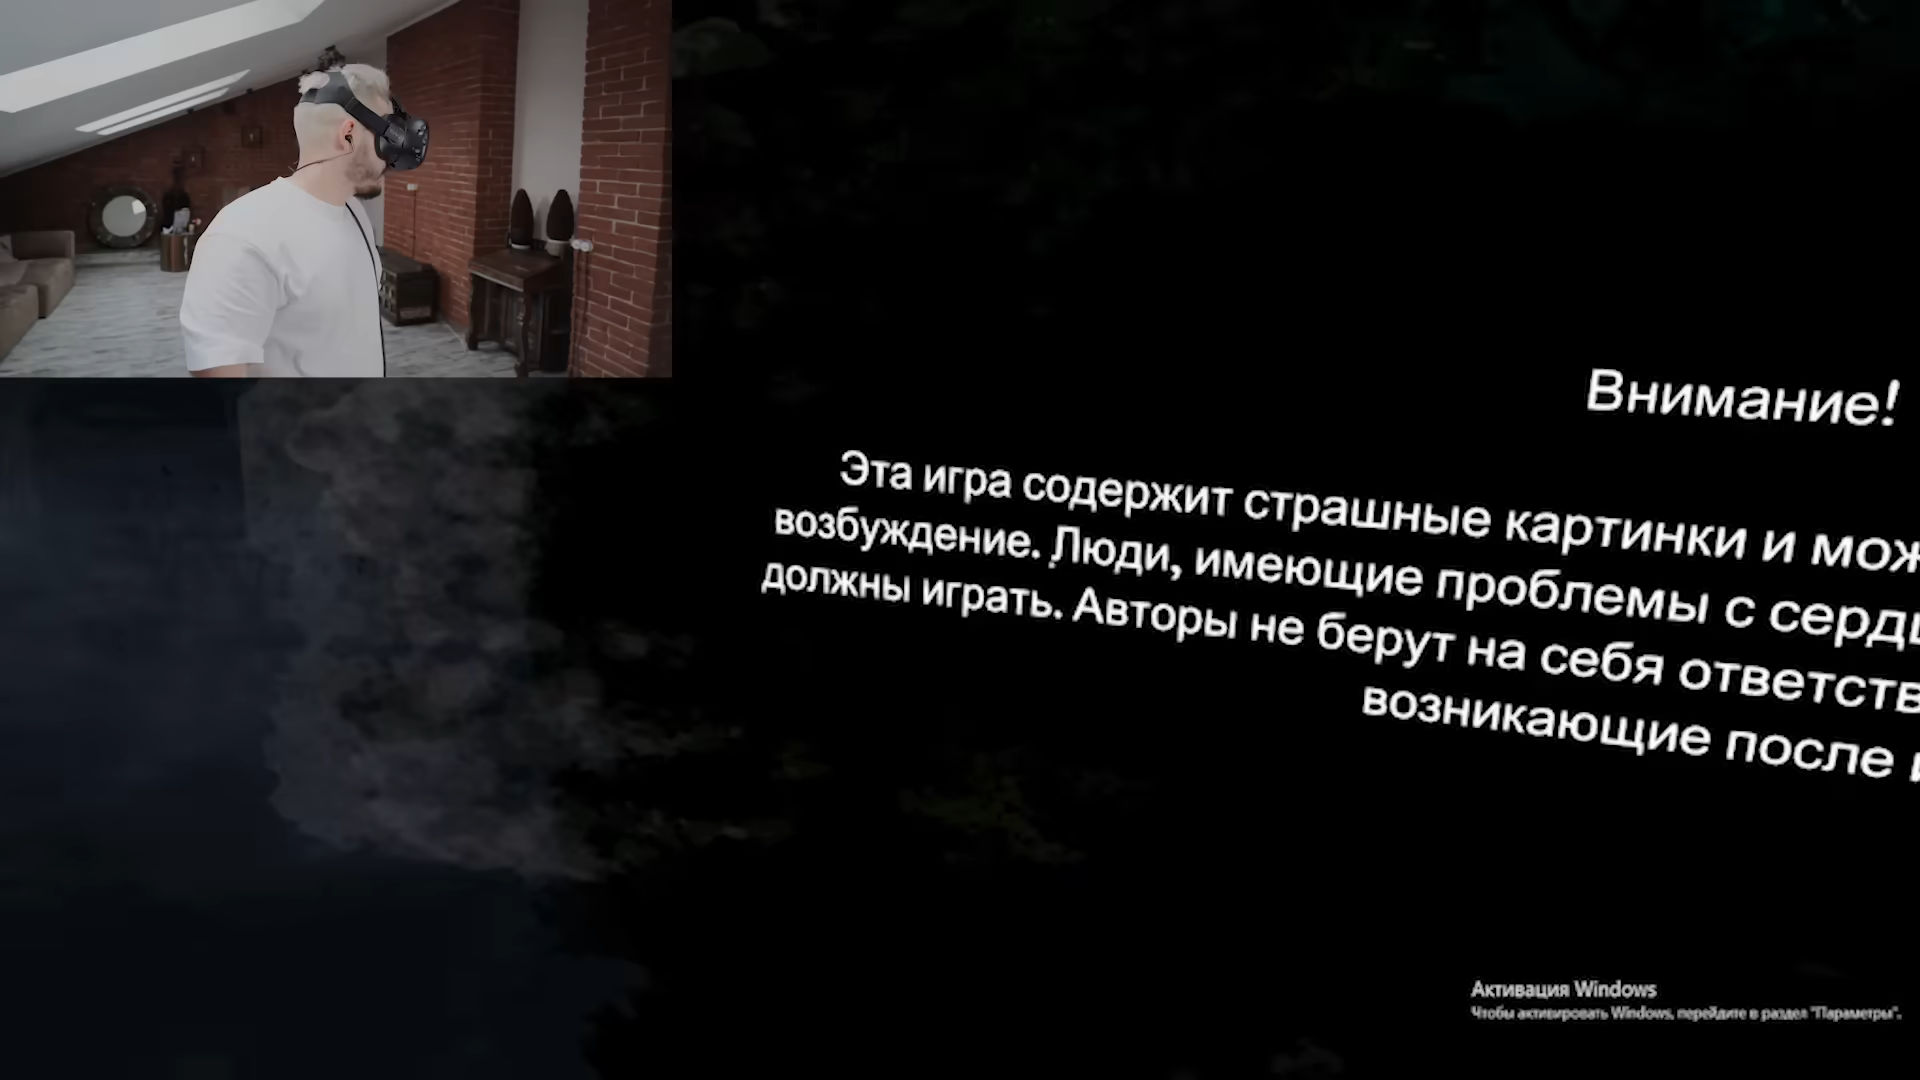 Внимание!
Эта игра содержит страшные картинки и мож
возбуждение. Люди, имеющие проблемы с сердц
должны играть. Авторы не берут на себя ответств
возникающие после и
Активация Windows
Чтобы активировать Windows, перейдите в раздел "Параметры".